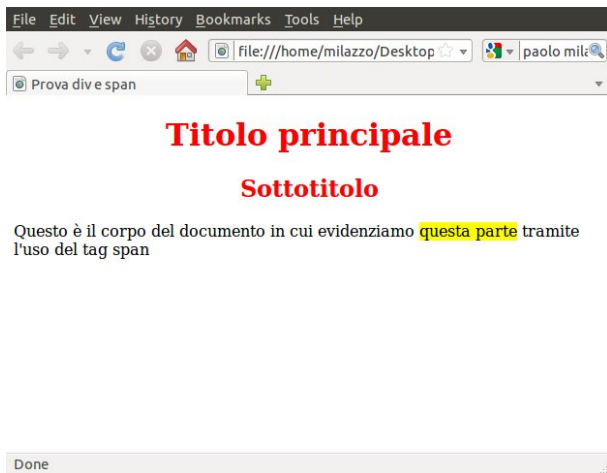 File Edit View History Bookmarks Tools Help
file:///home/milazzo/Desktop paolo mila
Prova div e span
Titolo principale
Sottotitolo
Questo è il corpo del documento in cui evidenziamo questa parte tramite
l'uso del tag span
Done